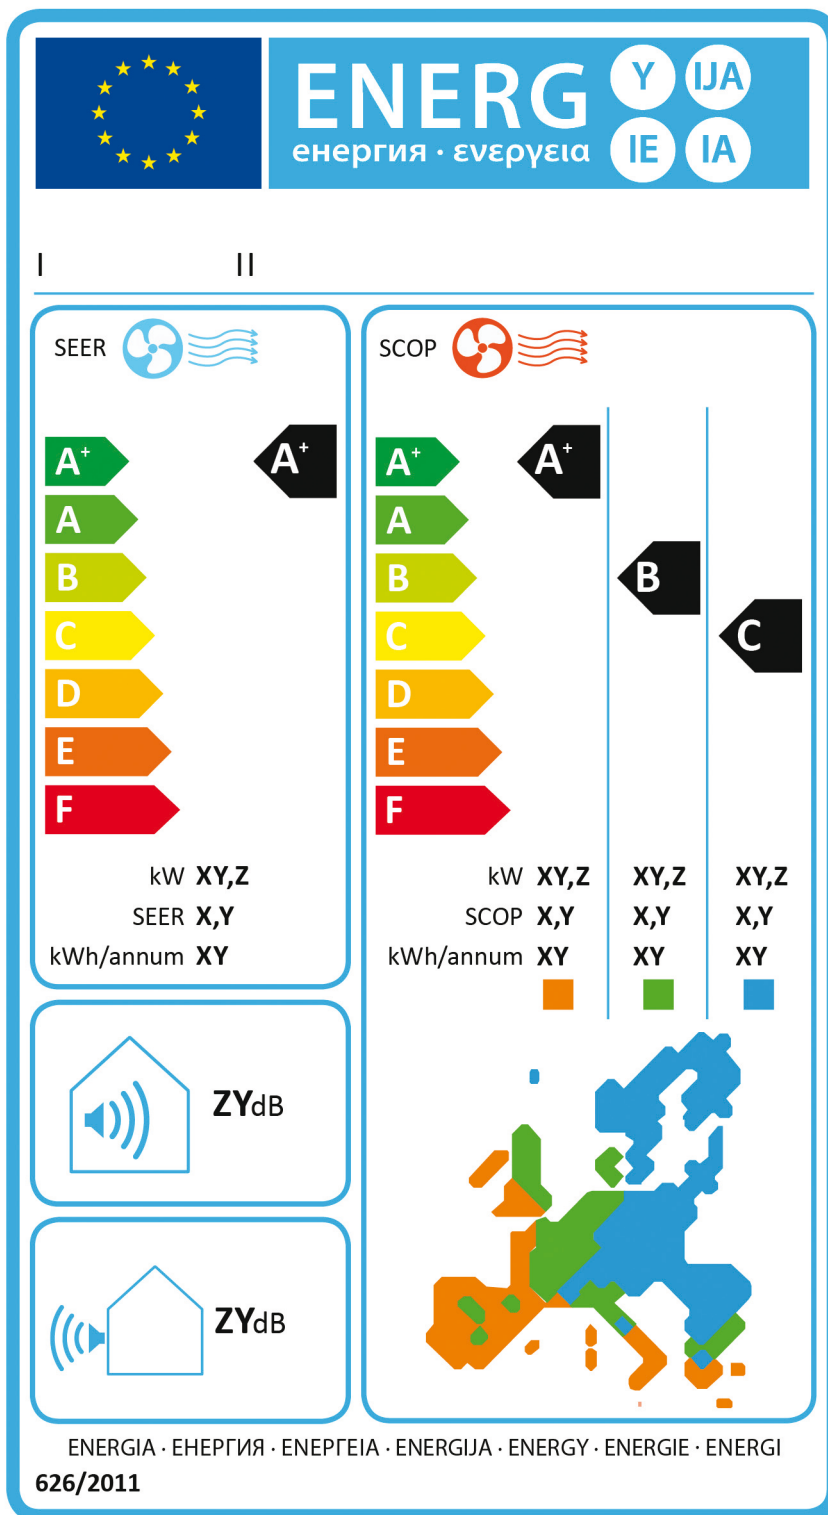 ENERG Y IJA
енергия · ενεργεια IE IA
I II
SEER
A+ A+
A
B
C
D
E
F
kW XY,Z
SEER X,Y
kWh/annum XY
SCOP
A+ A+
A
B B
C C
D
E
F
kW XY,Z XY,Z XY,Z
SCOP X,Y X,Y X,Y
kWh/annum XY XY XY
ZYdB
ZYdB
ENERGIA · ЕНЕРГИЯ · ΕΝΕΡΓΕΙΑ · ENERGIJA · ENERGY · ENERGIE · ENERGI
626/2011